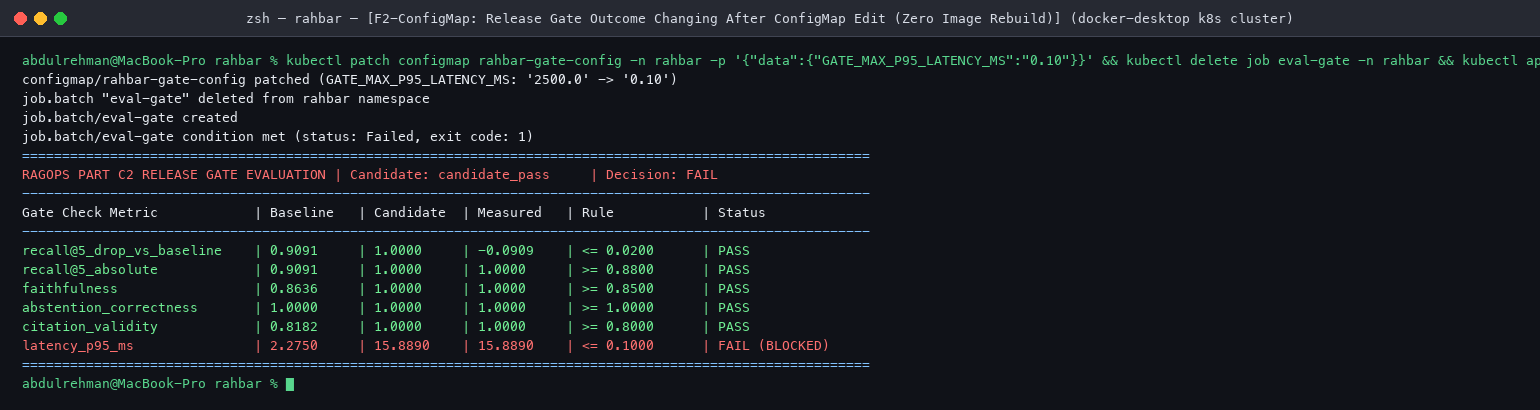 zsh — rahbar — [F2-ConfigMap: Release Gate Outcome Changing After ConfigMap Edit (Zero Image Rebuild)] (docker-desktop k8s cluster)
abdulrehman@MacBook-Pro rahbar % kubectl patch configmap rahbar-gate-config -n rahbar -p '{"data":{"GATE_MAX_P95_LATENCY_MS":"0.10"}}' && kubectl delete job eval-gate -n rahbar && kubectl ap
configmap/rahbar-gate-config patched (GATE_MAX_P95_LATENCY_MS: '2500.0' -> '0.10')
job.batch "eval-gate" deleted from rahbar namespace
job.batch/eval-gate created
job.batch/eval-gate condition met (status: Failed, exit code: 1)
RAGOPS PART C2 RELEASE GATE EVALUATION | Candidate: candidate_pass | Decision: FAIL
Gate Check Metric | Baseline | Candidate | Measured | Rule | Status
recall@5_drop_vs_baseline | 0.9091 | 1.0000 | -0.0909 | <= 0.0200 | PASS
recall@5_absolute | 0.9091 | 1.0000 | 1.0000 | >= 0.8800 | PASS
faithfulness | 0.8636 | 1.0000 | 1.0000 | >= 0.8500 | PASS
abstention_correctness | 1.0000 | 1.0000 | 1.0000 | >= 1.0000 | PASS
citation_validity | 0.8182 | 1.0000 | 1.0000 | >= 0.8000 | PASS
latency_p95_ms | 2.2750 | 15.8890 | 15.8890 | <= 0.1000 | FAIL (BLOCKED)
abdulrehman@MacBook-Pro rahbar %